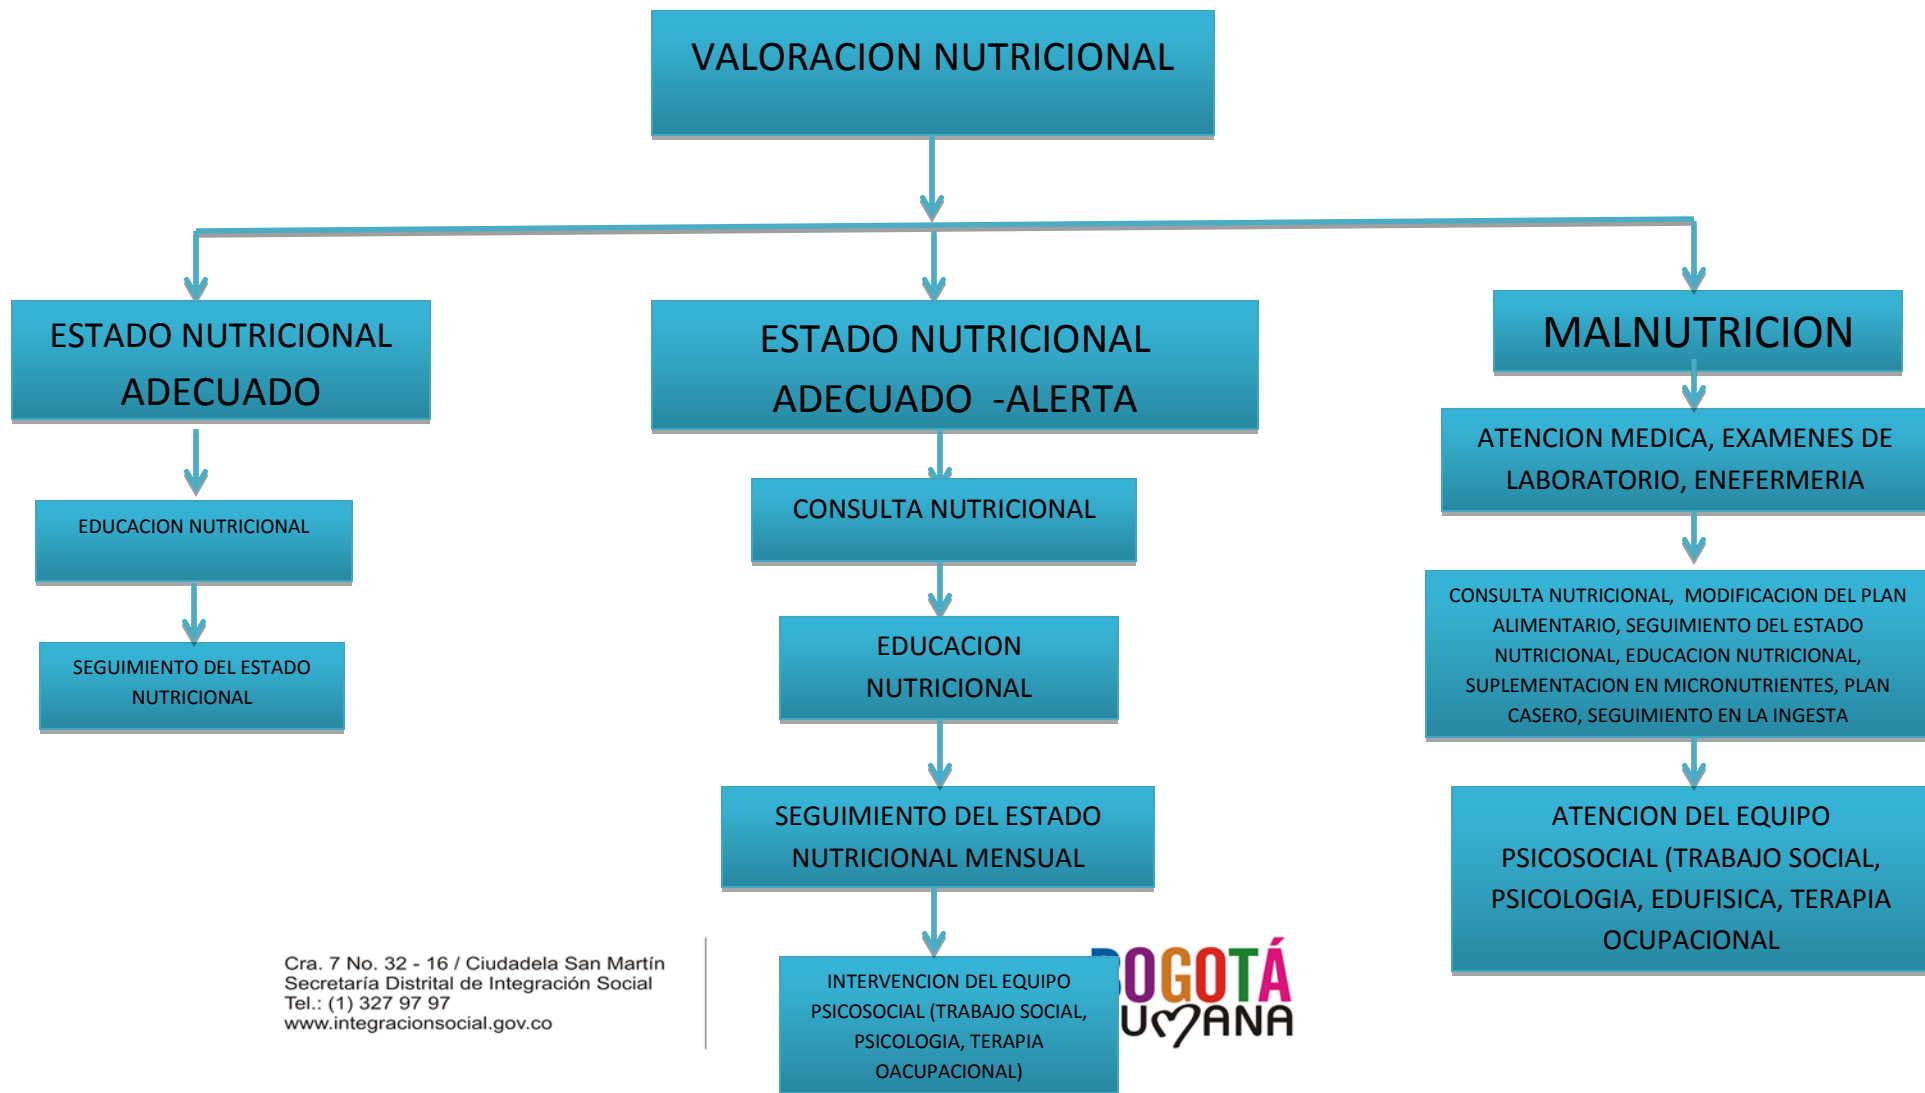 VALORACION NUTRICIONAL
ESTADO NUTRICIONAL
ADECUADO
EDUCACION NUTRICIONAL
SEGUIMIENTO DEL ESTADO
NUTRICIONAL
ESTADO NUTRICIONAL
ADECUADO -ALERTA
CONSULTA NUTRICIONAL
EDUCACION
NUTRICIONAL
SEGUIMIENTO DEL ESTADO
NUTRICIONAL MENSUAL
INTERVENCION DEL EQUIPO
PSICOSOCIAL (TRABAJO SOCIAL,
PSICOLOGIA, TERAPIA
OACUPACIONAL)
MALNUTRICION
ATENCION MEDICA, EXAMENES DE
LABORATORIO, ENEFERMERIA
CONSULTA NUTRICIONAL, MODIFICACION DEL PLAN
ALIMENTARIO, SEGUIMIENTO DEL ESTADO
NUTRICIONAL, EDUCACION NUTRICIONAL,
SUPLEMENTACION EN MICRONUTRIENTES, PLAN
CASERO, SEGUIMIENTO EN LA INGESTA
ATENCION DEL EQUIPO
PSICOSOCIAL (TRABAJO SOCIAL,
PSICOLOGIA, EDUFISICA, TERAPIA
OCUPACIONAL
Cra. 7 No. 32 - 16 / Ciudadela San Martín
Secretaría Distrital de Integración Social
Tel.: (1) 327 97 97
www.integracionsocial.gov.co
BOGOTÁ
UMANA